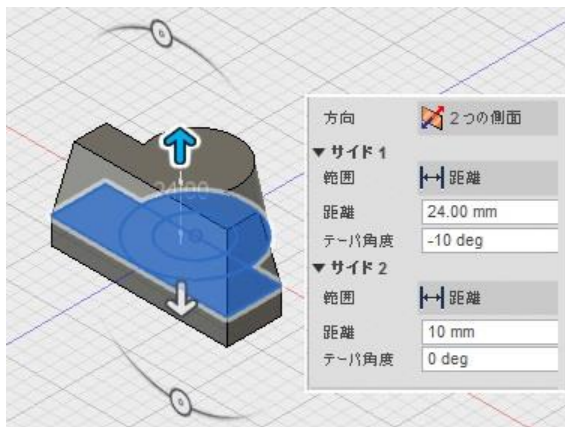 24.00
方向 2つの側面
▼ サイド 1
範囲 距離
距離 24.00 mm
テーパ角度 -10 deg
▼ サイド 2
範囲 距離
距離 10 mm
テーパ角度 0 deg